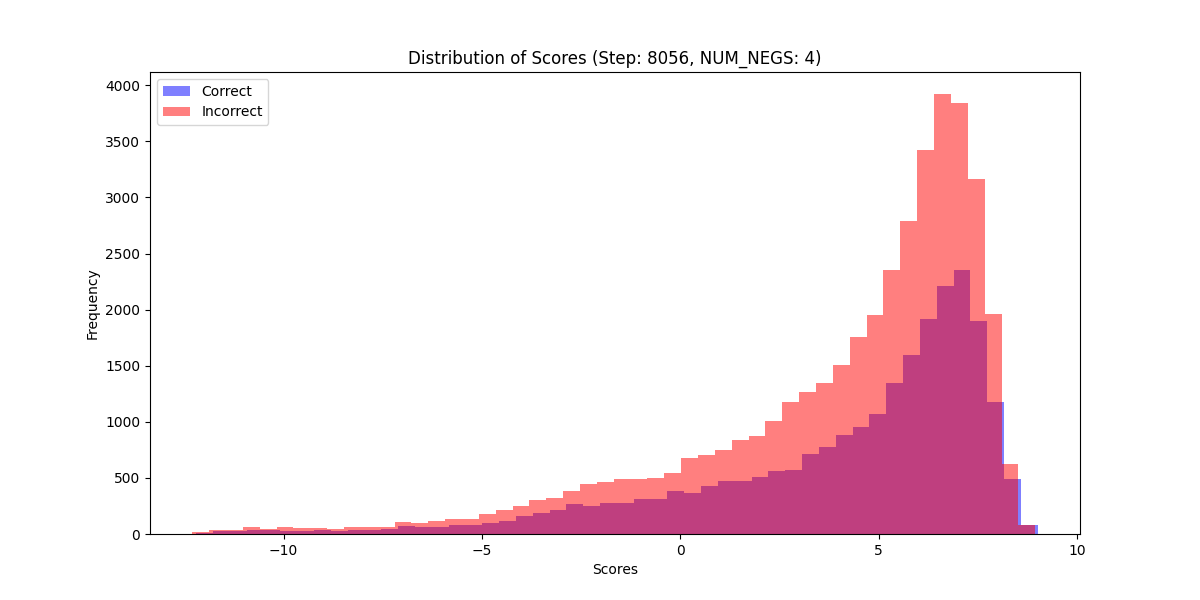 Distribution of Scores (Step: 8056, NUM_NEGS: 4)
Correct
Incorrect
4000
3500
3000
2500
2000
1500
1000
500
0
Frequency
−10
−5
0
5
10
Scores